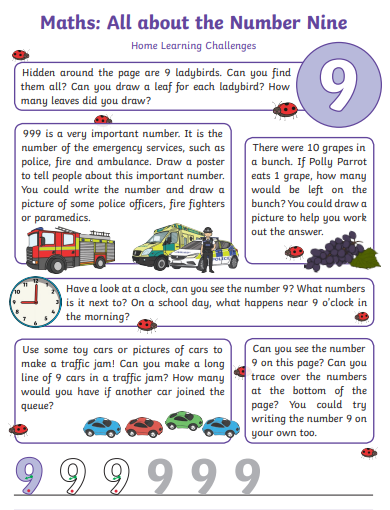 Maths: All about the Number Nine
Home Learning Challenges
Hidden around the page are 9 ladybirds. Can you find
them all? Can you draw a leaf for each ladybird? How
many leaves did you draw?
9
999 is a very important number. It is the
number of the emergency services, such as
police, fire and ambulance. Draw a poster
to tell people about this important number.
You could write the number and draw a
picture of some police officers, fire fighters
or paramedics.
There were 10 grapes in
a bunch. If Polly Parrot
eats 1 grape, how many
would be left on the
bunch? You could draw a
picture to help you work
out the answer.
Have a look at a clock, can you see the number 9? What numbers
is it next to? On a school day, what happens near 9 o'clock in
the morning?
Use some toy cars or pictures of cars to
make a traffic jam! Can you make a long
line of 9 cars in a traffic jam? How many
would you have if another car joined the
queue?
Can you see the number
9 on this page? Can you
trace over the numbers
at the bottom of the
page? You could try
writing the number 9 on
your own too.
9 9 9 9 9 9